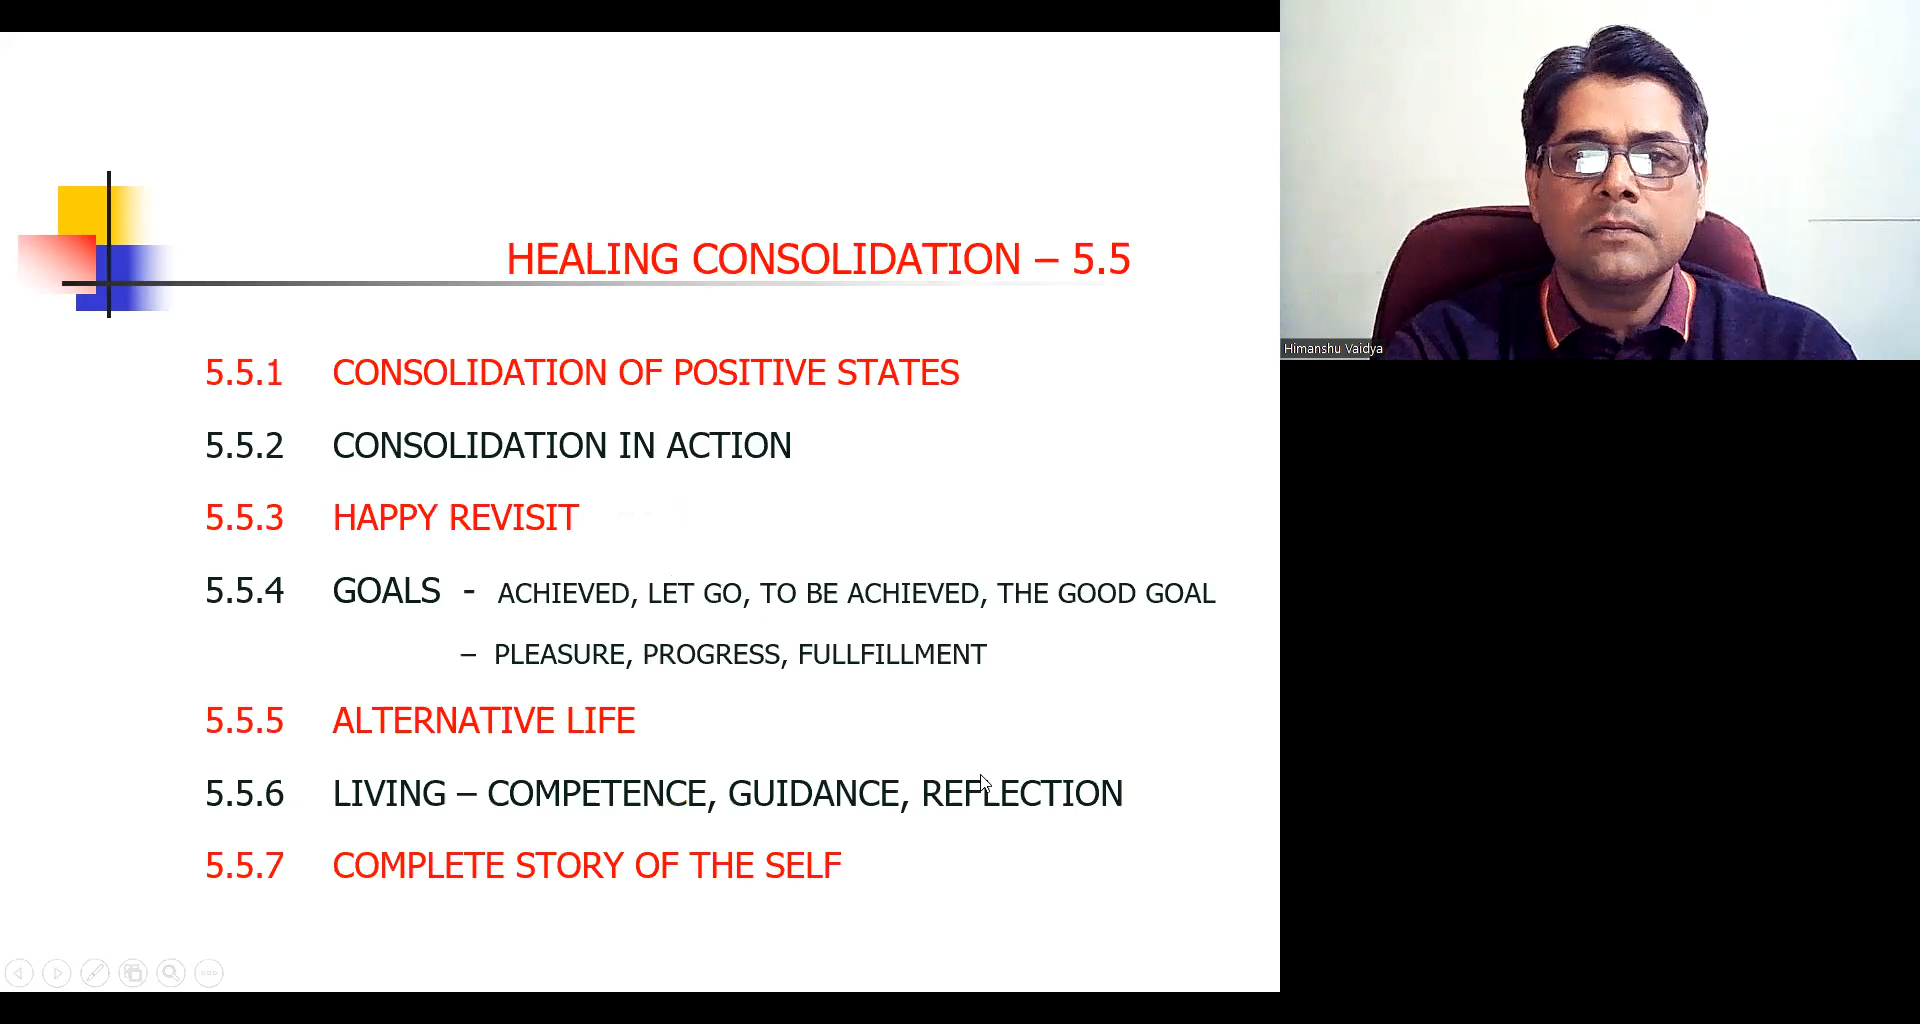 HEALING CONSOLIDATION – 5.5
5.5.1 CONSOLIDATION OF POSITIVE STATES
5.5.2 CONSOLIDATION IN ACTION
5.5.3 HAPPY REVISIT
5.5.4 GOALS - ACHIEVED, LET GO, TO BE ACHIEVED, THE GOOD GOAL
– PLEASURE, PROGRESS, FULLFILLMENT
5.5.5 ALTERNATIVE LIFE
5.5.6 LIVING – COMPETENCE, GUIDANCE, REFLECTION
5.5.7 COMPLETE STORY OF THE SELF
Himanshu Vaidya